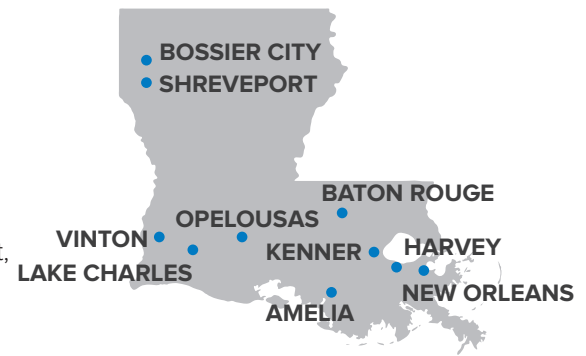 BOSSIER CITY
SHREVEPORT
BATON ROUGE
OPELOUSAS
VINTON
KENNER
HARVEY
LAKE CHARLES
NEW ORLEANS
AMELIA